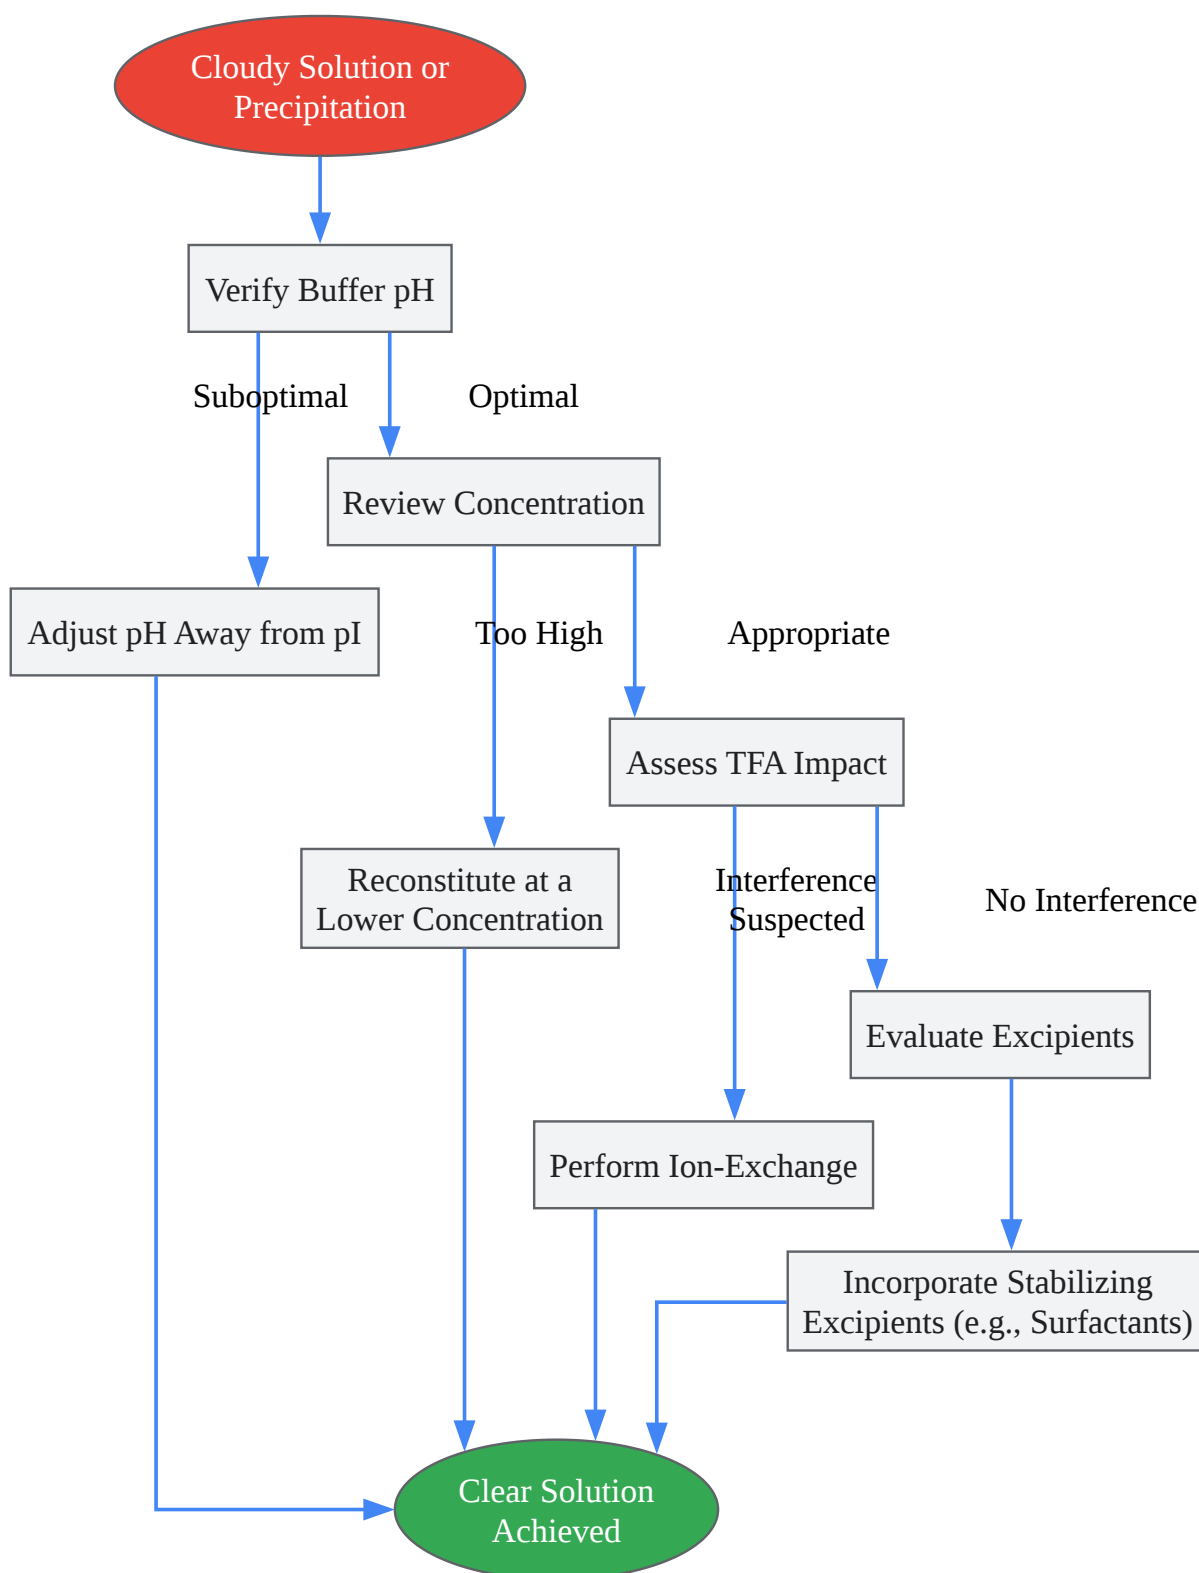 Cloudy Solution or
Precipitation
Verify Buffer pH
Suboptimal
Optimal
Review Concentration
Adjust pH Away from pI
Too High
Appropriate
Assess TFA Impact
Reconstitute at a
Lower Concentration
Interference
Suspected
No Interference
Evaluate Excipients
Perform Ion-Exchange
Incorporate Stabilizing
Excipients (e.g., Surfactants)
Clear Solution
Achieved